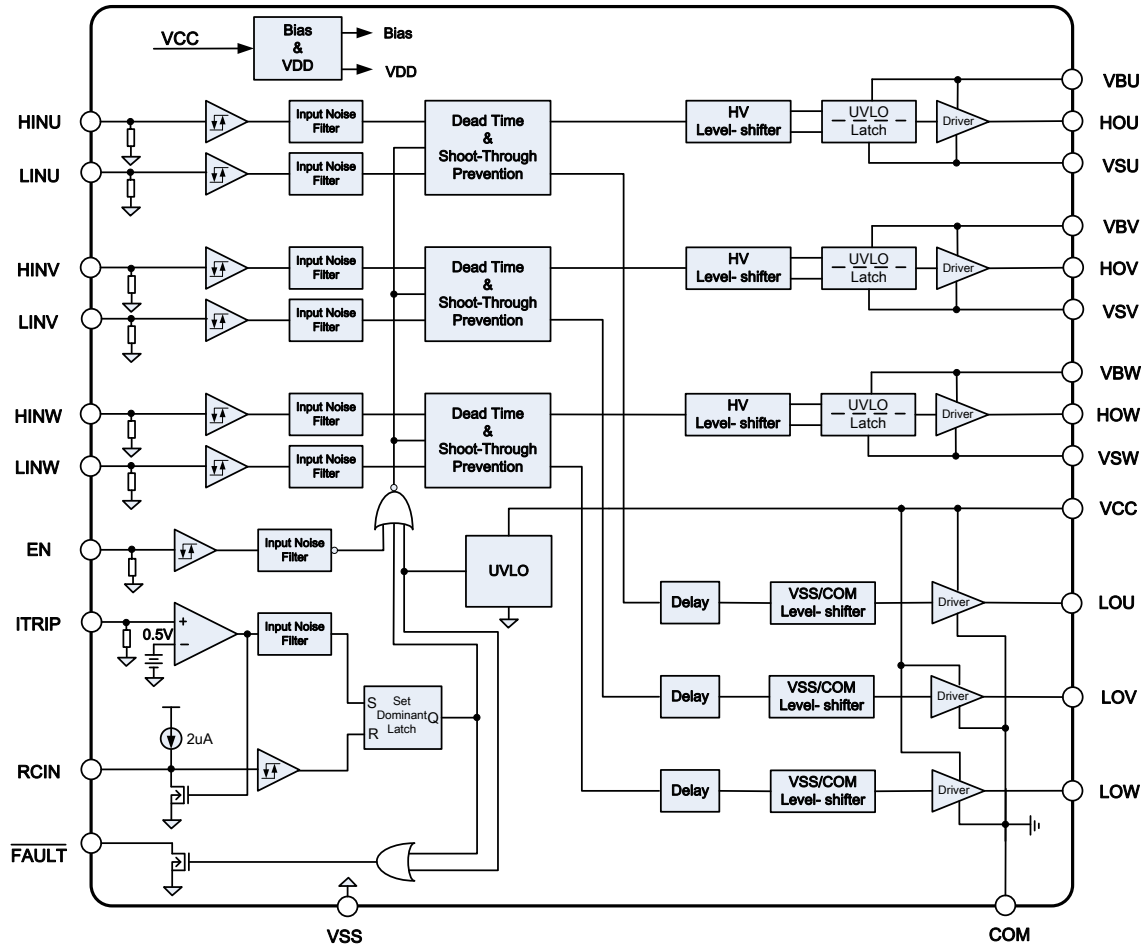 VCC
Bias
&
VDD
Bias
VDD
HINU
Input Noise
Filter
Dead Time
&
Shoot-Through
Prevention
HV
Level- shifter
UVLO
Latch
Driver
VBU
HOU
VSU
LINU
Input Noise
Filter
HINV
Input Noise
Filter
Dead Time
&
Shoot-Through
Prevention
HV
Level- shifter
UVLO
Latch
Driver
VBV
HOV
VSV
LINV
Input Noise
Filter
HINW
Input Noise
Filter
Dead Time
&
Shoot-Through
Prevention
HV
Level- shifter
UVLO
Latch
Driver
VBW
HOW
VSW
LINW
Input Noise
Filter
VCC
EN
Input Noise
Filter
UVLO
Delay
VSS/COM
Level- shifter
Driver
LOU
ITRIP
0.5V
+
−
Input Noise
Filter
Delay
VSS/COM
Level- shifter
Driver
LOV
S
R
Set
Dominant
Latch
Q
2uA
RCIN
Delay
VSS/COM
Level- shifter
Driver
LOW
FAULT
VSS
COM